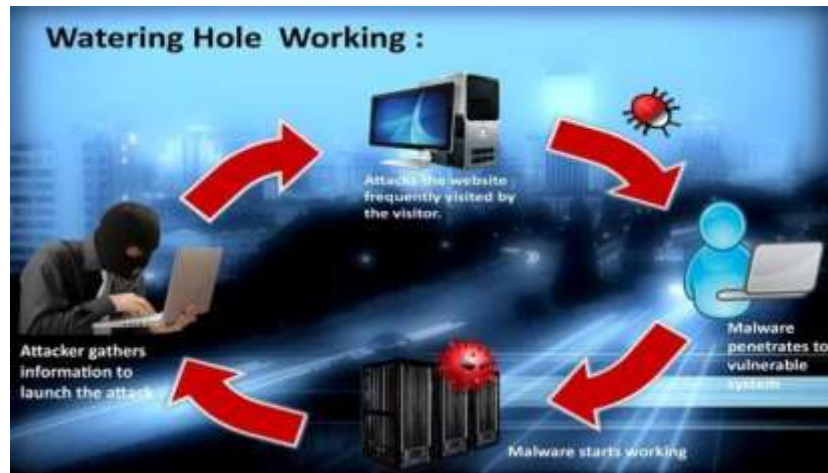 Watering Hole Working :
Attacks the website
frequently visited by
the visitor.
Attacker gathers
information to
launch the attack
Malware
penetrates to
vulnerable
system
Malware starts working